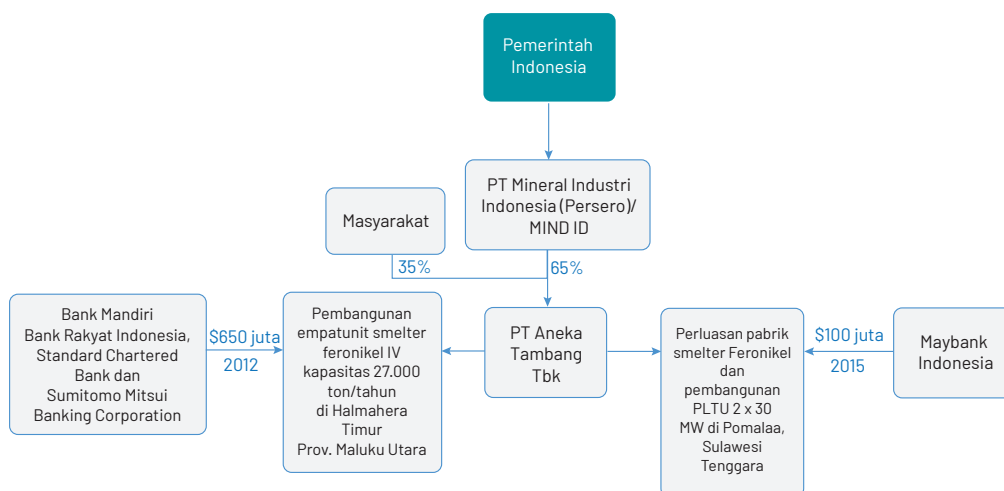 Pemerintah
Indonesia
PT Mineral Industri
Indonesia (Persero)/
MIND ID
Masyarakat
35%
65%
Bank Mandiri
Bank Rakyat Indonesia,
Standard Chartered
Bank dan
Sumitomo Mitsui
Banking Corporation
$650 juta
2012
Pembangunan
empatunit smelter
feronikel IV
kapasitas 27.000
ton/tahun
di Halmahera
Timur
Prov. Maluku Utara
PT Aneka
Tambang
Tbk
Perluasan pabrik
smelter Feronikel
dan
pembangunan
PLTU 2 x 30
MW di Pomalaa,
Sulawesi
Tenggara
$100 juta
2015
Maybank
Indonesia